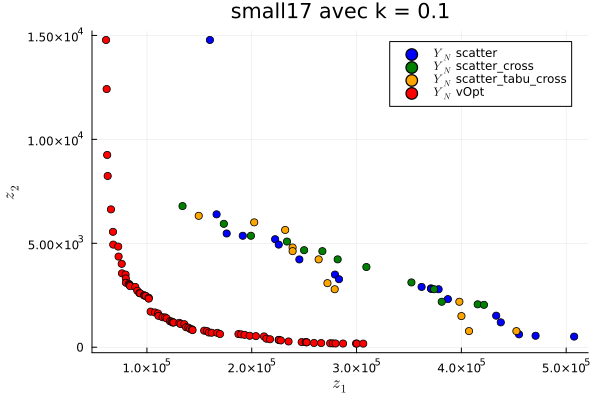 small17 avec k = 0.1
1.50×10⁴
1.00×10⁴
5.00×10³
0
z₂
Y_N scatter
Y_N scatter_cross
Y_N scatter_tabu_cross
Y_N vOpt
1.0×10⁵ 2.0×10⁵ 3.0×10⁵ 4.0×10⁵ 5.0×10⁵
z₁